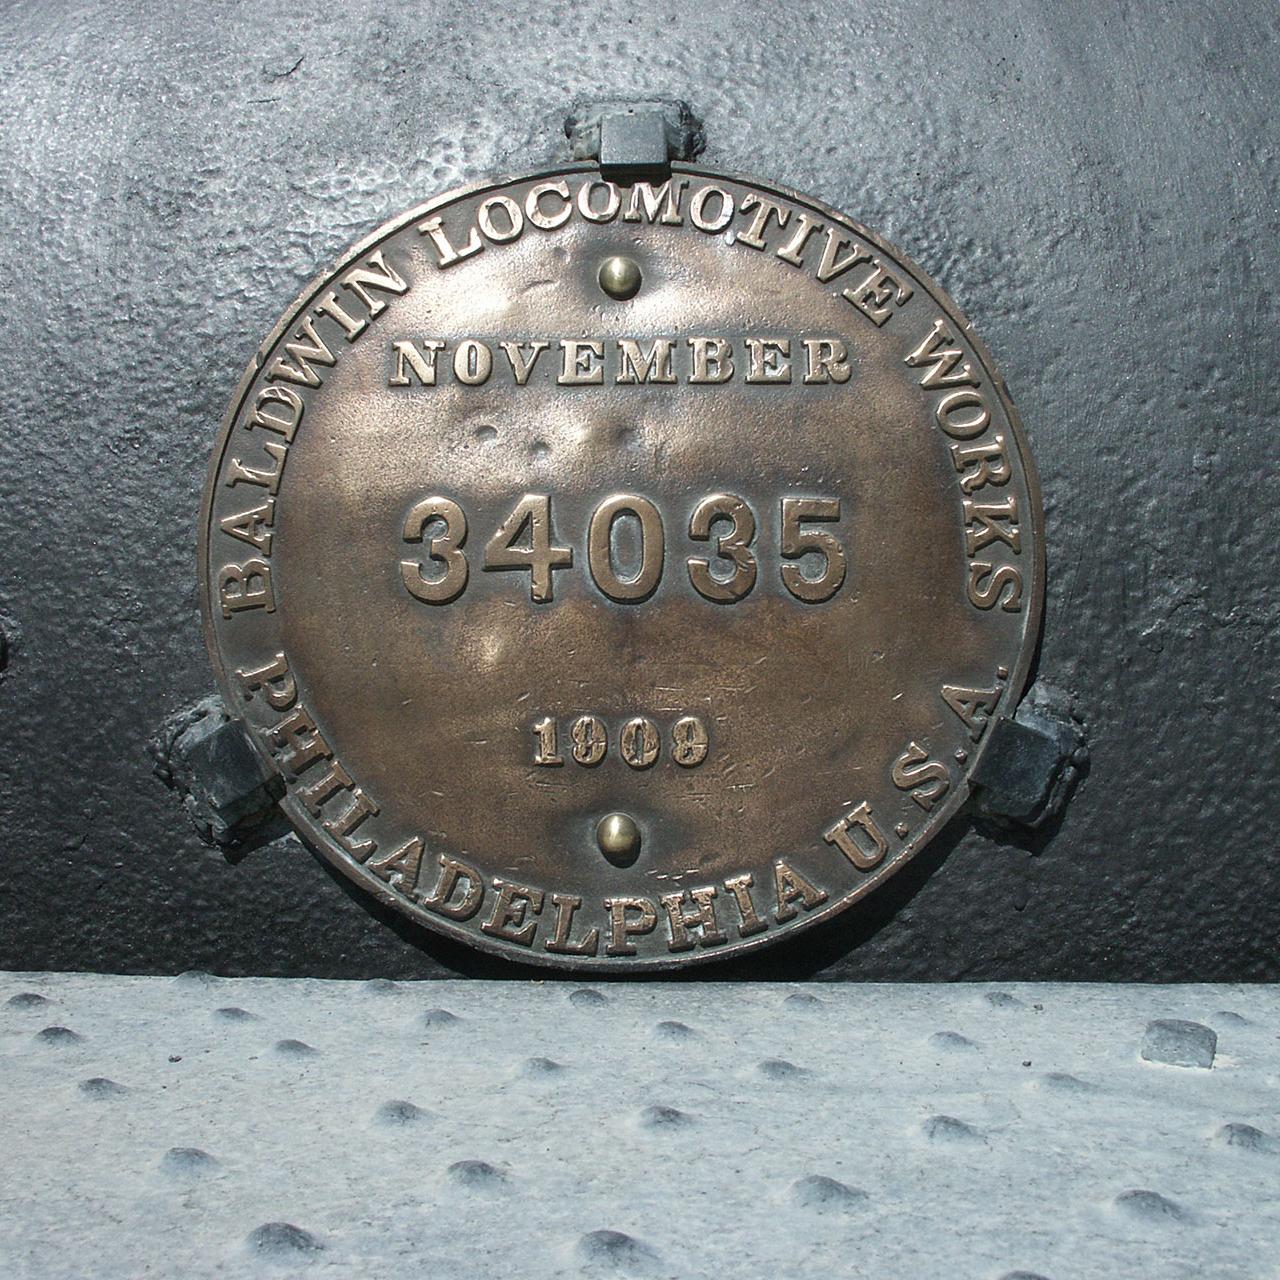 BALDWIN LOCOMOTIVE WORKS
NOVEMBER
34035
1909
PHILADELPHIA U.S.A.